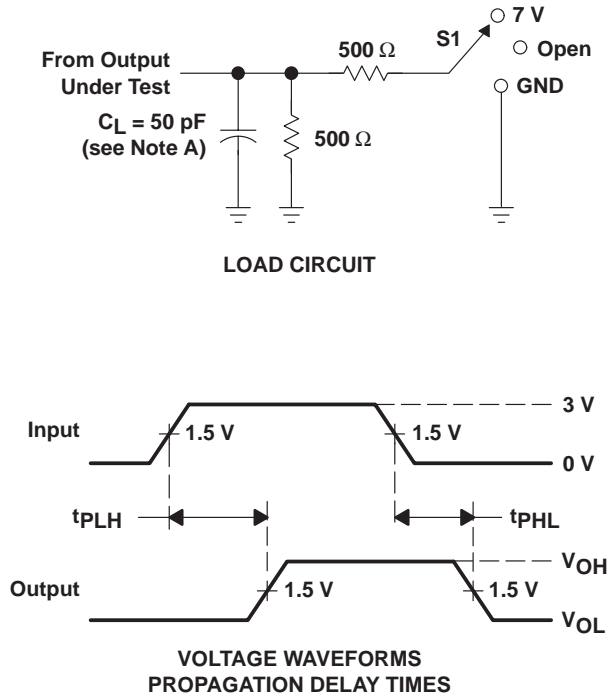 7 V
S1
Open
GND
500 Ω
From Output
Under Test
CL = 50 pF
(see Note A)
500 Ω
LOAD CIRCUIT
3 V
Input
1.5 V
1.5 V
0 V
tPLH
tPHL
VOH
Output
1.5 V
1.5 V
VOL
VOLTAGE WAVEFORMS
PROPAGATION DELAY TIMES